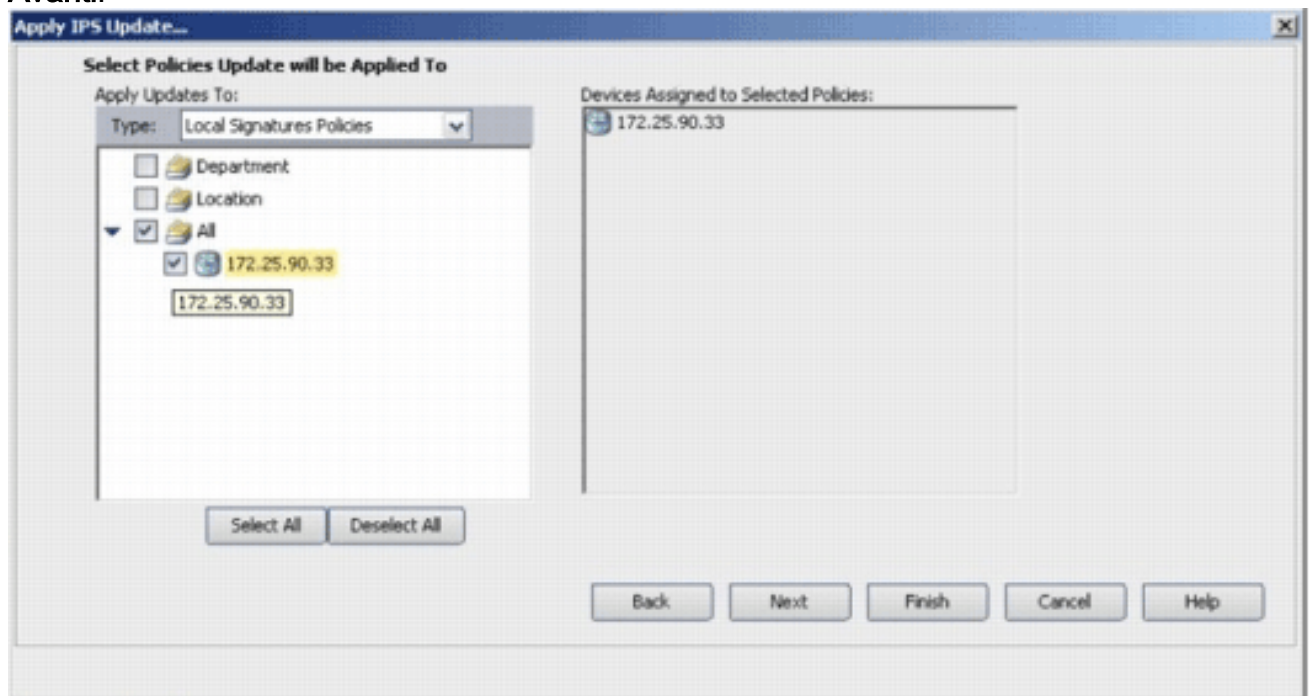 Avanti.
Apply IPS Update...
Select Policies Update will be Applied To
Apply Updates To:
Type: Local Signatures Policies
Department
Location
All
172.25.90.33
172.25.90.33
Select All Deselect All
Devices Assigned to Selected Policies:
172.25.90.33
Back Next Finish Cancel Help